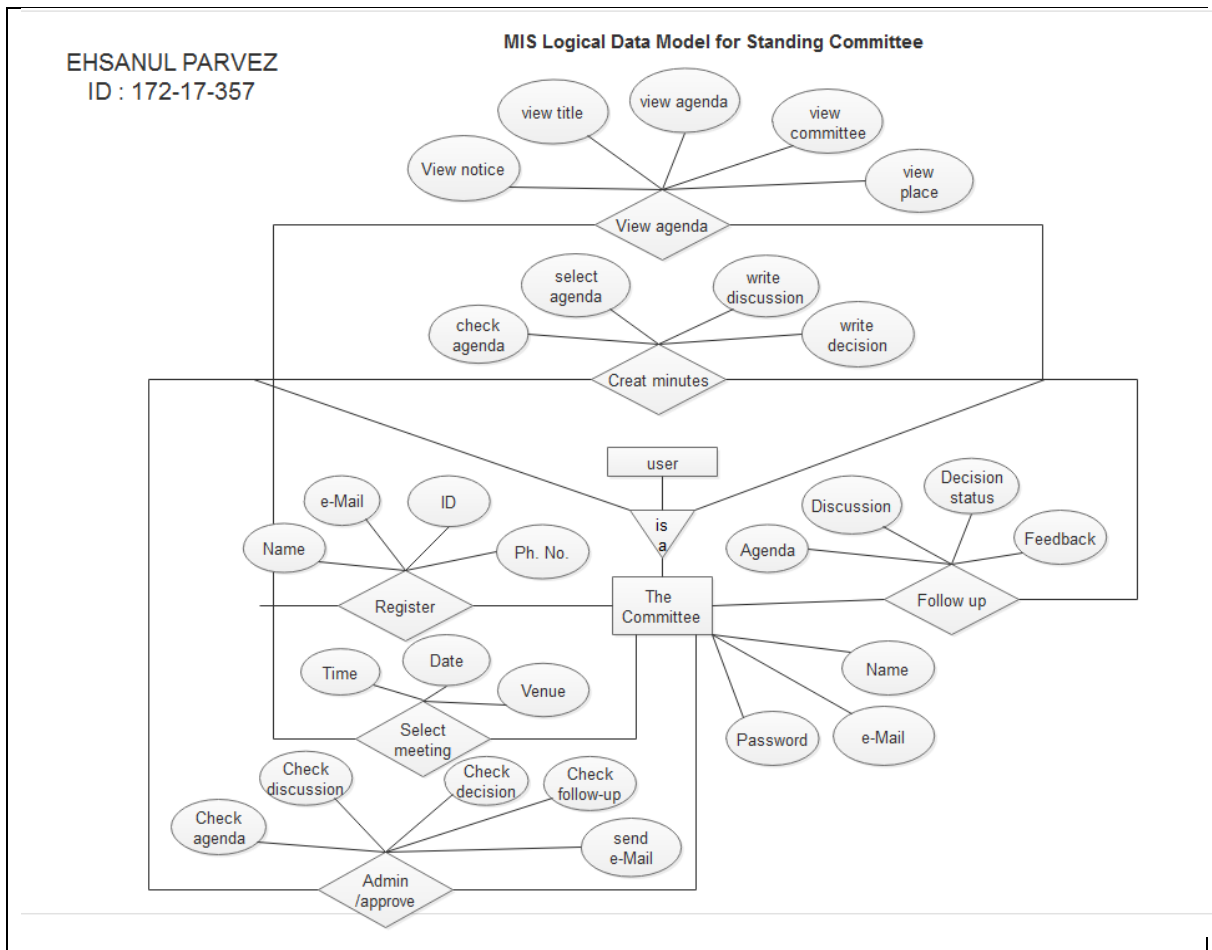 MIS Logical Data Model for Standing Committee
EHSANUL PARVEZ
ID : 172-17-357
view title
view agenda
view
committee
View notice
view
place
View agenda
select
agenda
write
discussion
check
agenda
write
decision
Creat minutes
user
e-Mail
ID
Name
Ph. No.
Register
is
a
The
Committee
Decision
status
Discussion
Agenda
Feedback
Follow up
Time
Date
Venue
Select
meeting
Name
e-Mail
Password
Check
discussion
Check
decision
Check
follow-up
Check
agenda
send
e-Mail
Admin
/approve